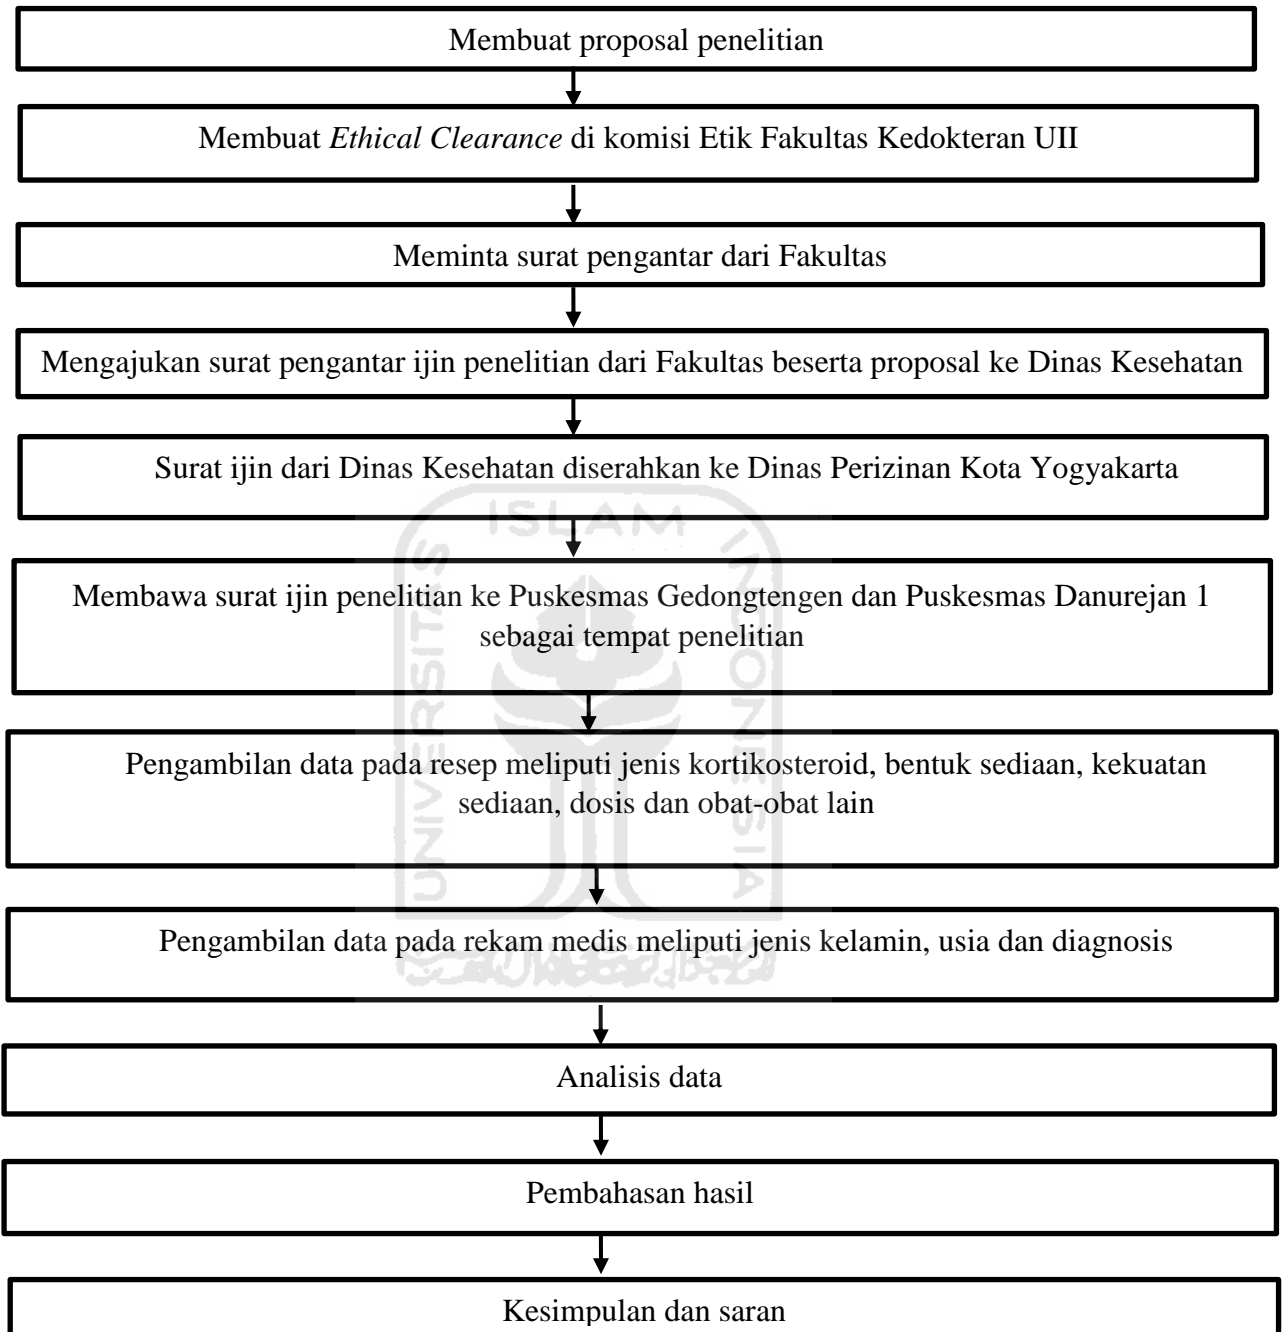 Membuat proposal penelitian
Membuat Ethical Clearance di komisi Etik Fakultas Kedokteran UII
Meminta surat pengantar dari Fakultas
Mengajukan surat pengantar ijin penelitian dari Fakultas beserta proposal ke Dinas Kesehatan
Surat ijin dari Dinas Kesehatan diserahkan ke Dinas Perizinan Kota Yogyakarta
Membawa surat ijin penelitian ke Puskesmas Gedongtengen dan Puskesmas Danurejan 1
sebagai tempat penelitian
Pengambilan data pada resep meliputi jenis kortikosteroid, bentuk sediaan, kekuatan
sediaan, dosis dan obat-obat lain
Pengambilan data pada rekam medis meliputi jenis kelamin, usia dan diagnosis
Analisis data
Pembahasan hasil
Kesimpulan dan saran
UNIVERSITAS
ISLAM
INDONESIA